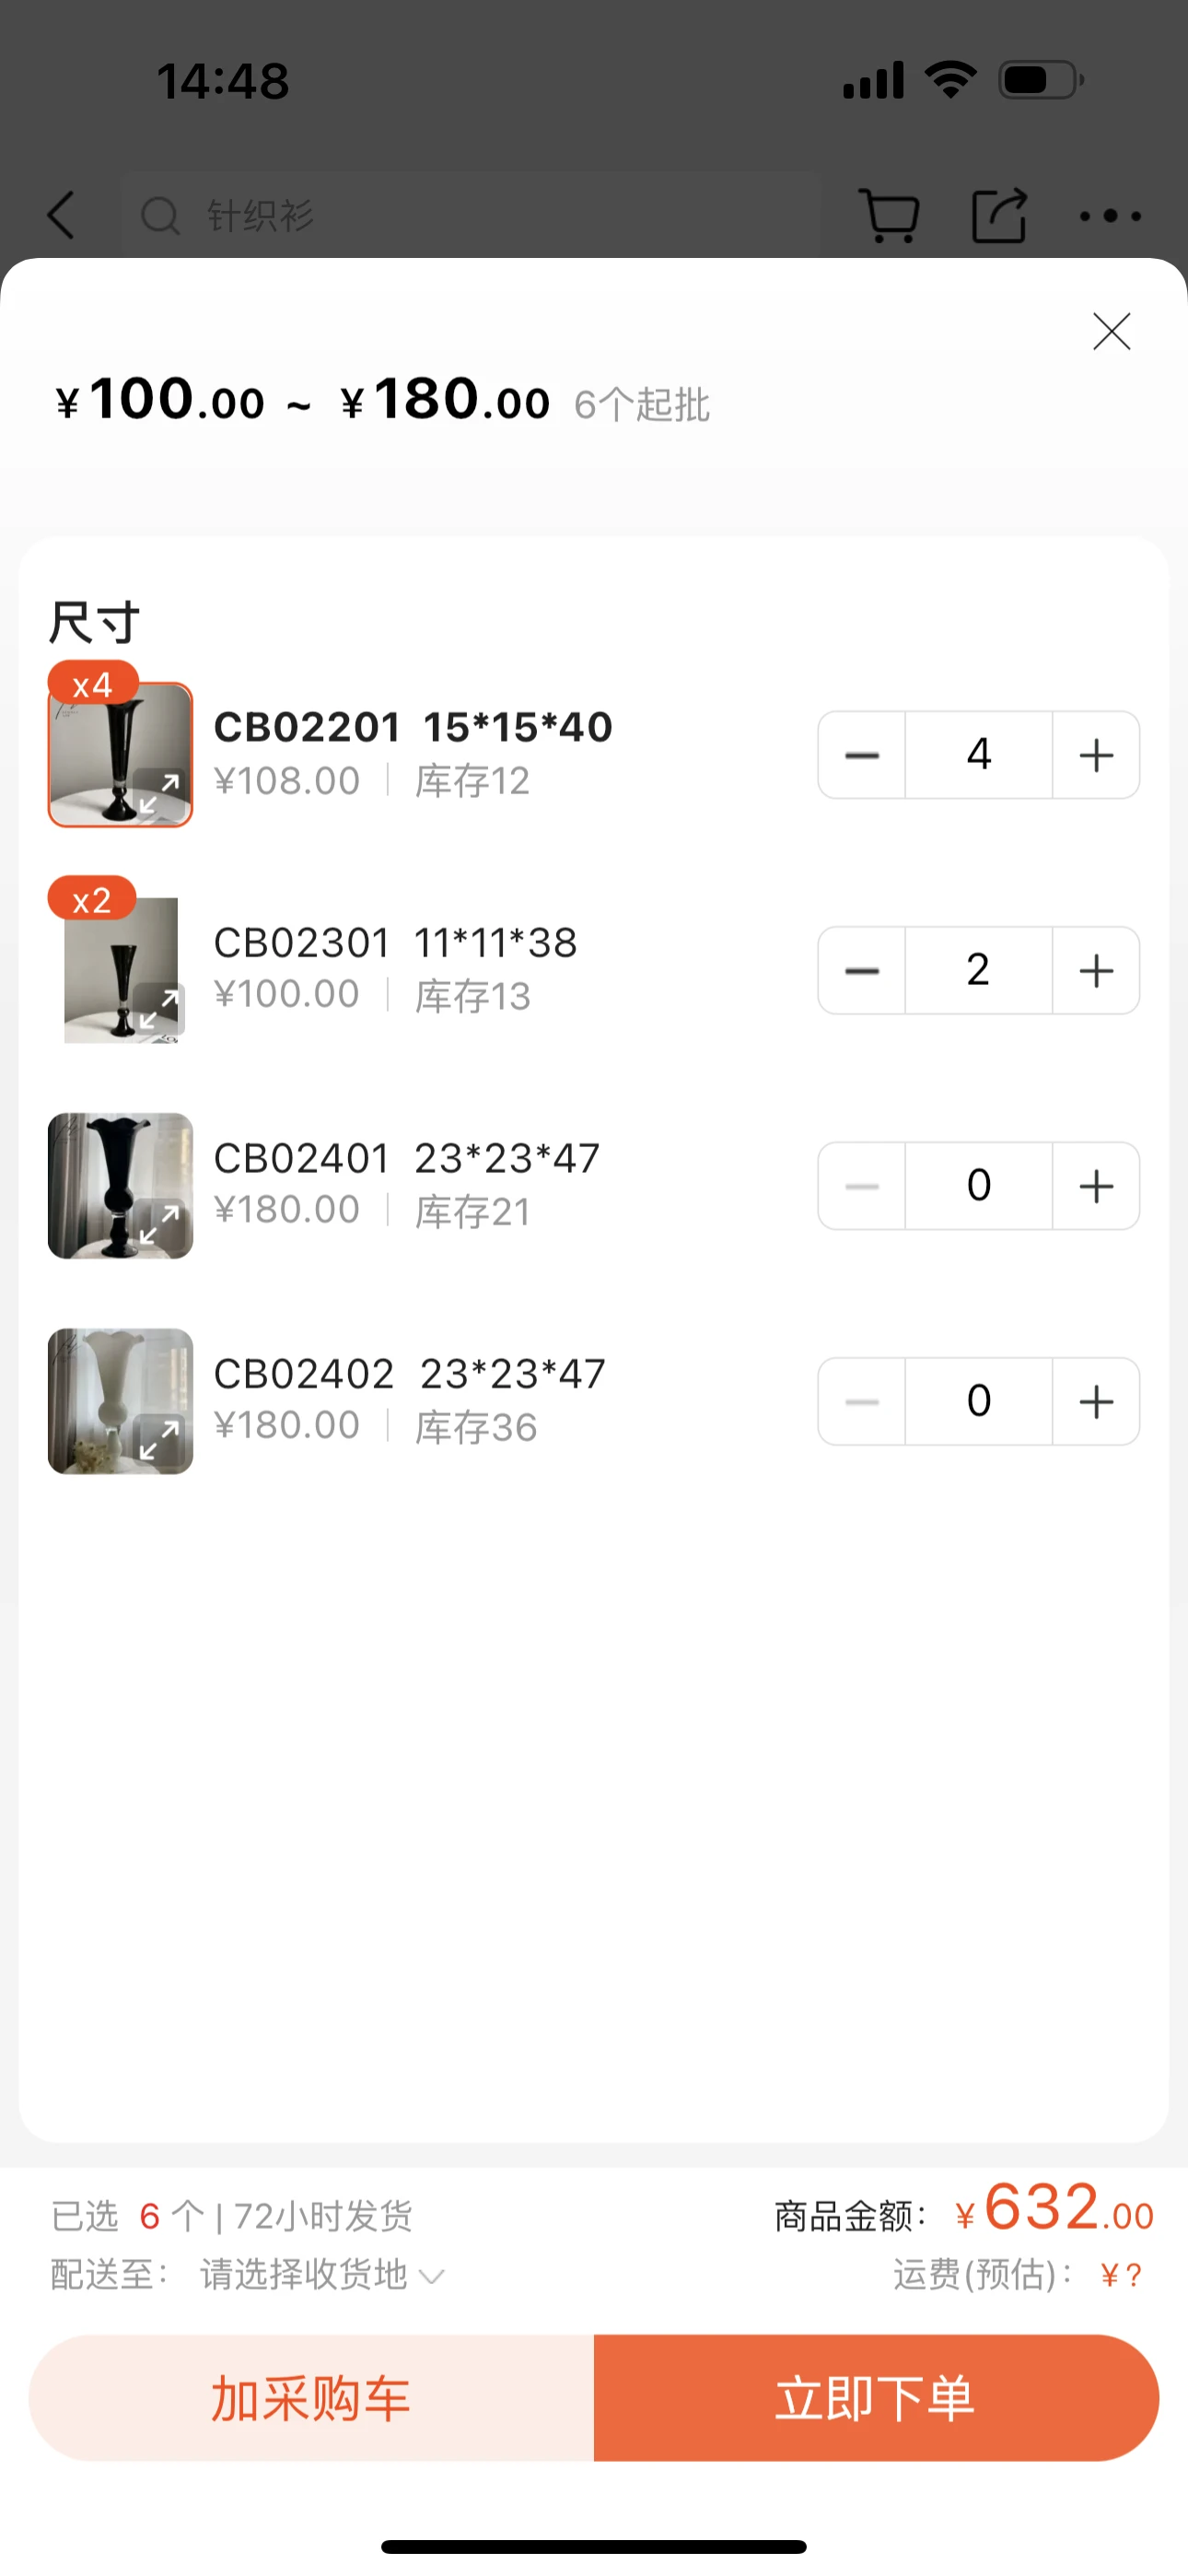 14:48
针织衫
¥100.00 ~ ¥180.00 6个起批
尺寸
x4
CB02201 15*15*40
¥108.00 库存12
4
x2
CB02301 11*11*38
¥100.00 库存13
2
CB02401 23*23*47
¥180.00 库存21
0
CB02402 23*23*47
¥180.00 库存36
0
已选 6 个 | 72小时发货
商品金额： ¥632.00
配送至： 请选择收货地
运费(预估)： ¥?
加采购车
立即下单